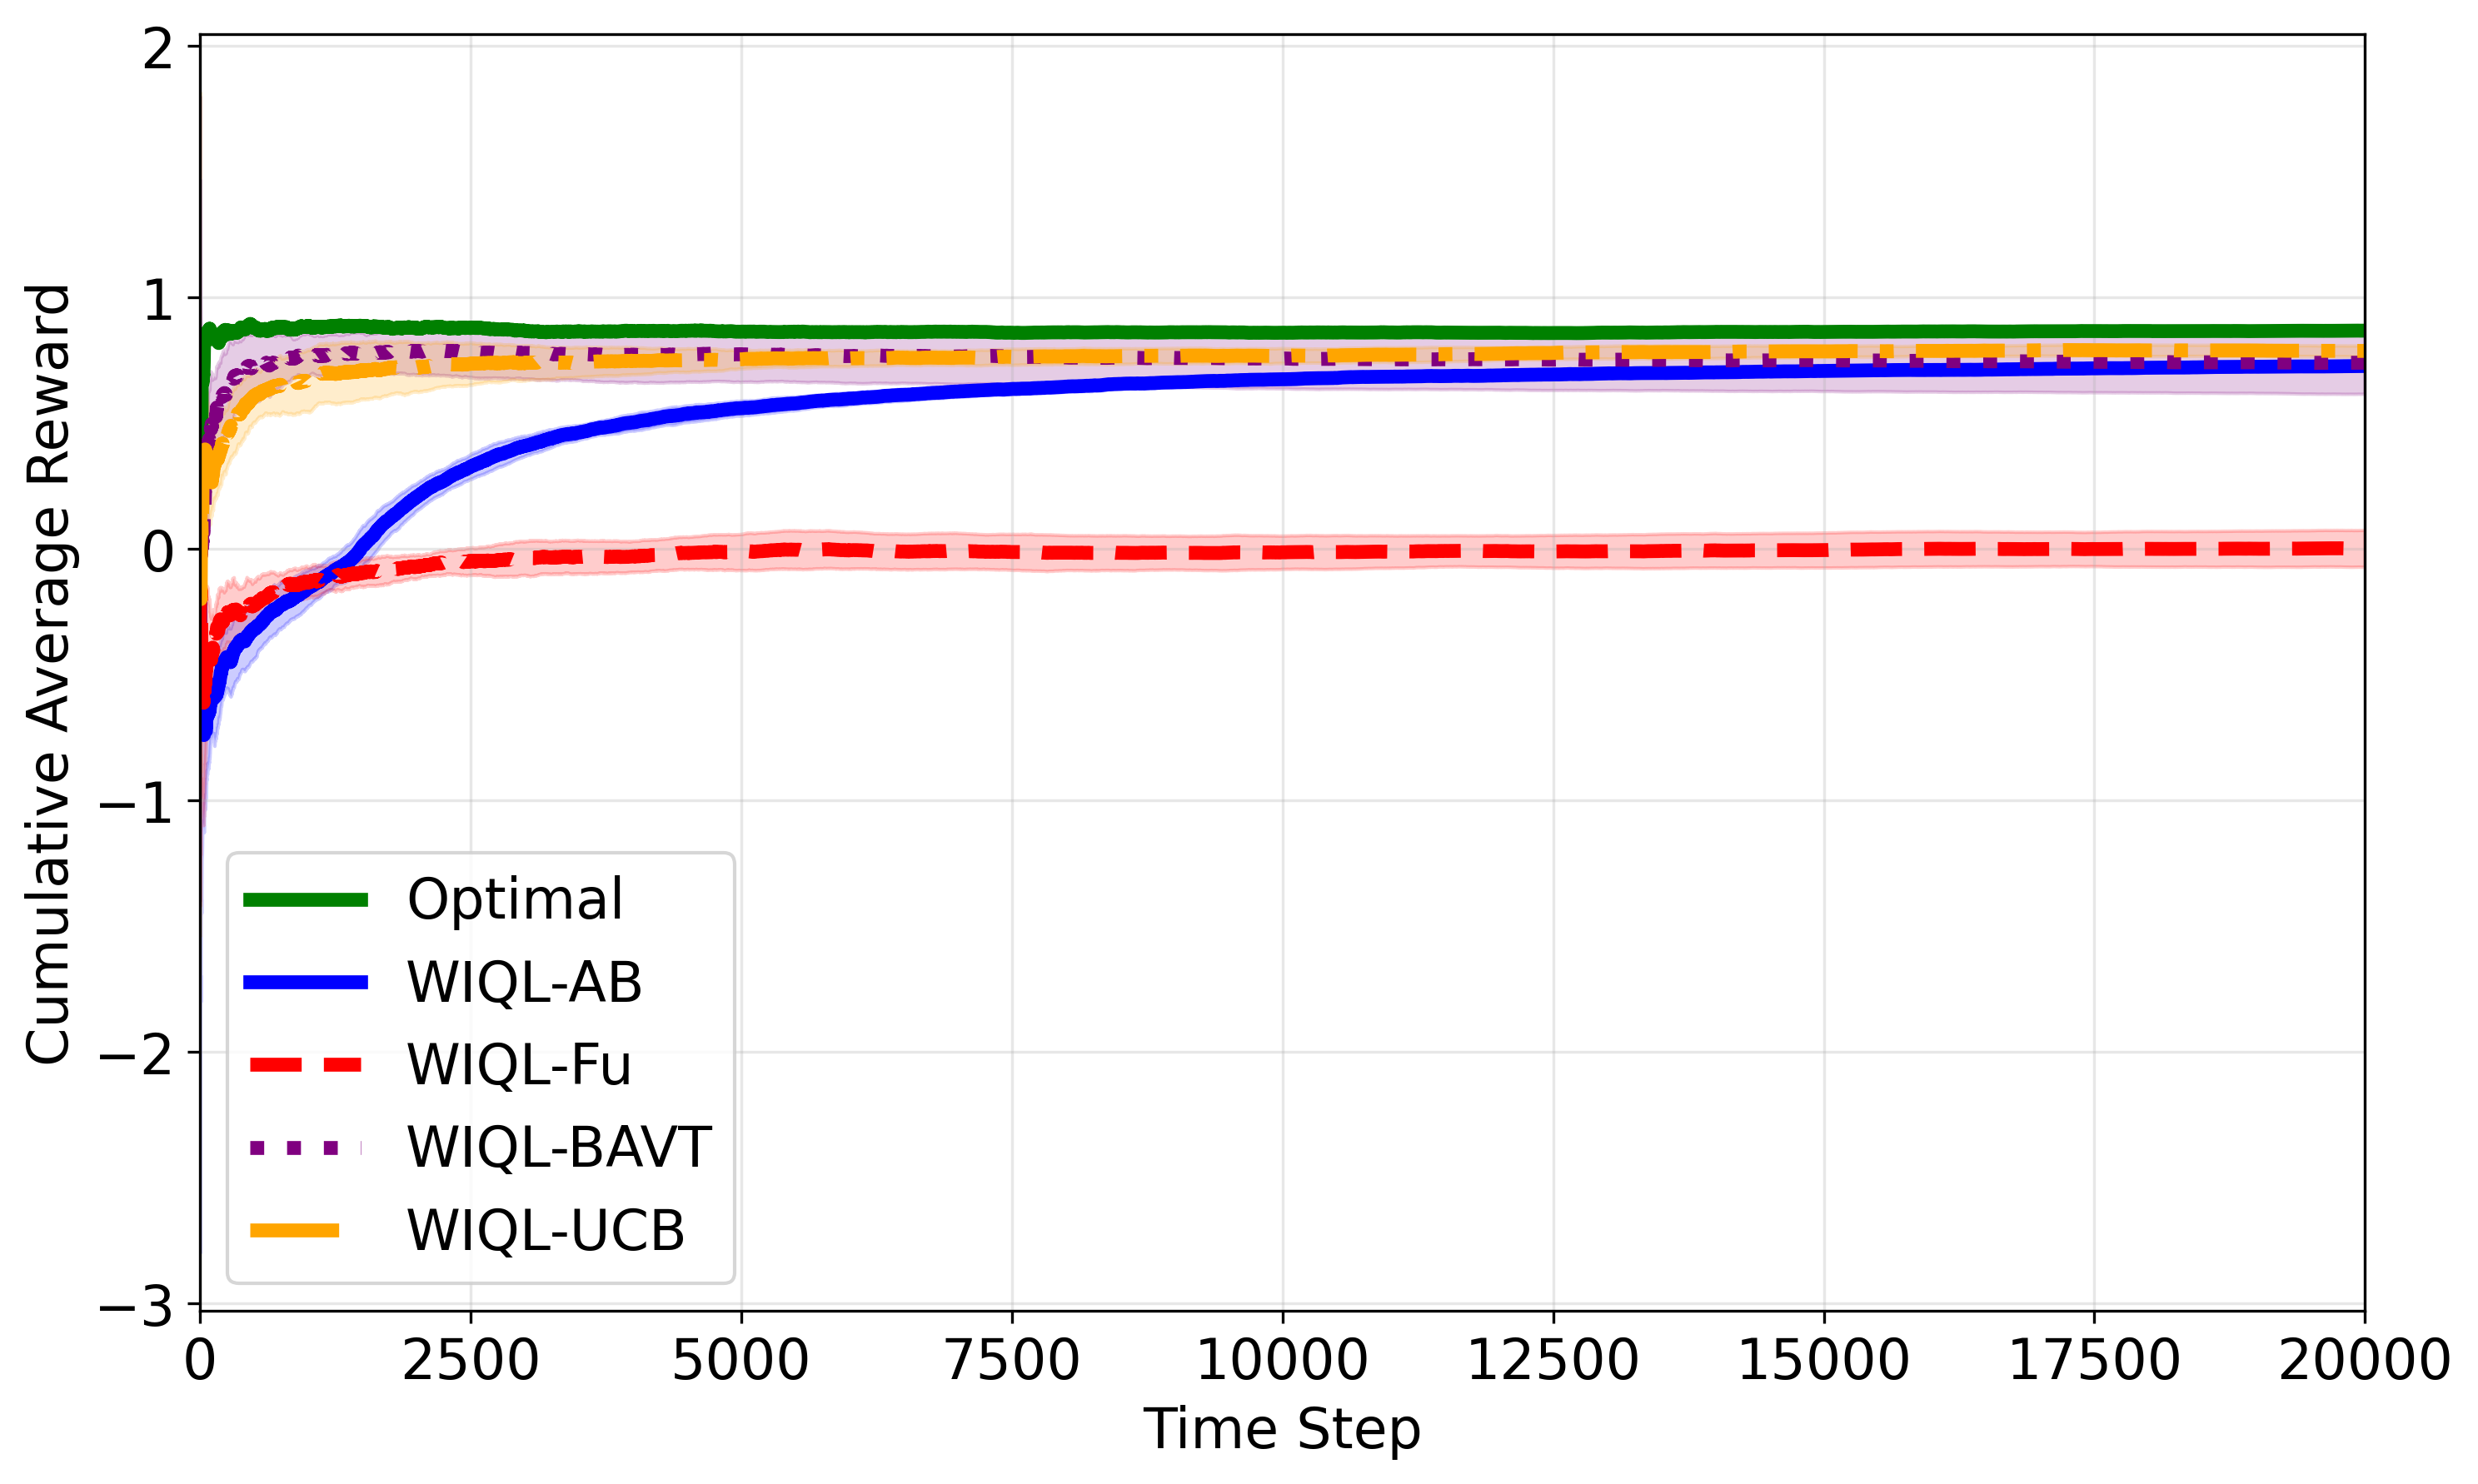 2
1
0
−1
−2
−3
Cumulative Average Reward
Optimal
WIQL-AB
WIQL-Fu
WIQL-BAVT
WIQL-UCB
0 2500 5000 7500 10000 12500 15000 17500 20000
Time Step